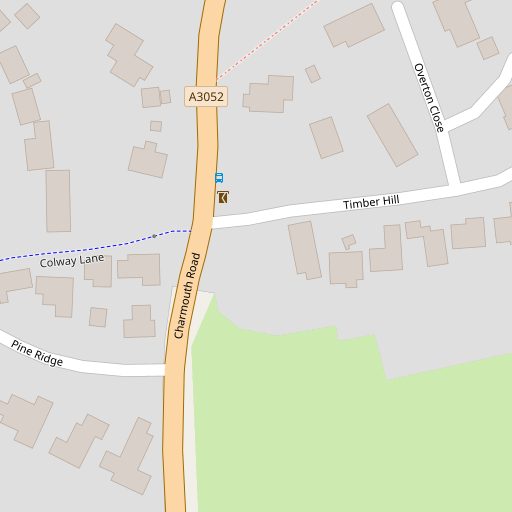 Overton Close
A3052
Timber Hill
Colway Lane
Charmouth Road
Pine Ridge